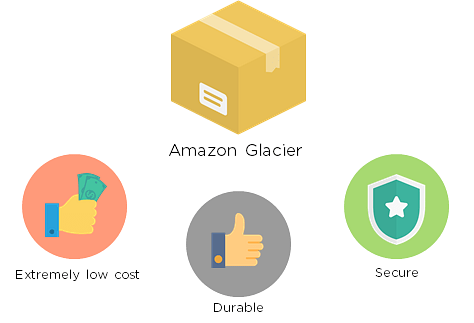 Amazon Glacier
Extremely low cost
Durable
Secure